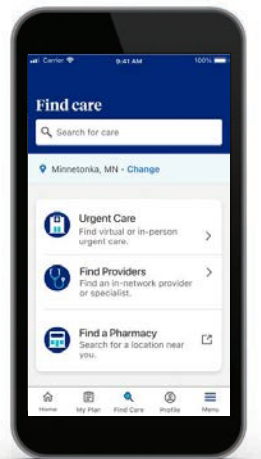 Carrier 9:41 AM 100%
Find care
Search for care
Minnetonka, MN - Change
Urgent Care
Find virtual or in-person
urgent care.
Find Providers
Find an in-network provider
or specialist.
Find a Pharmacy
Search for a location near
you.
Home My Plan Find Care Profile Menu